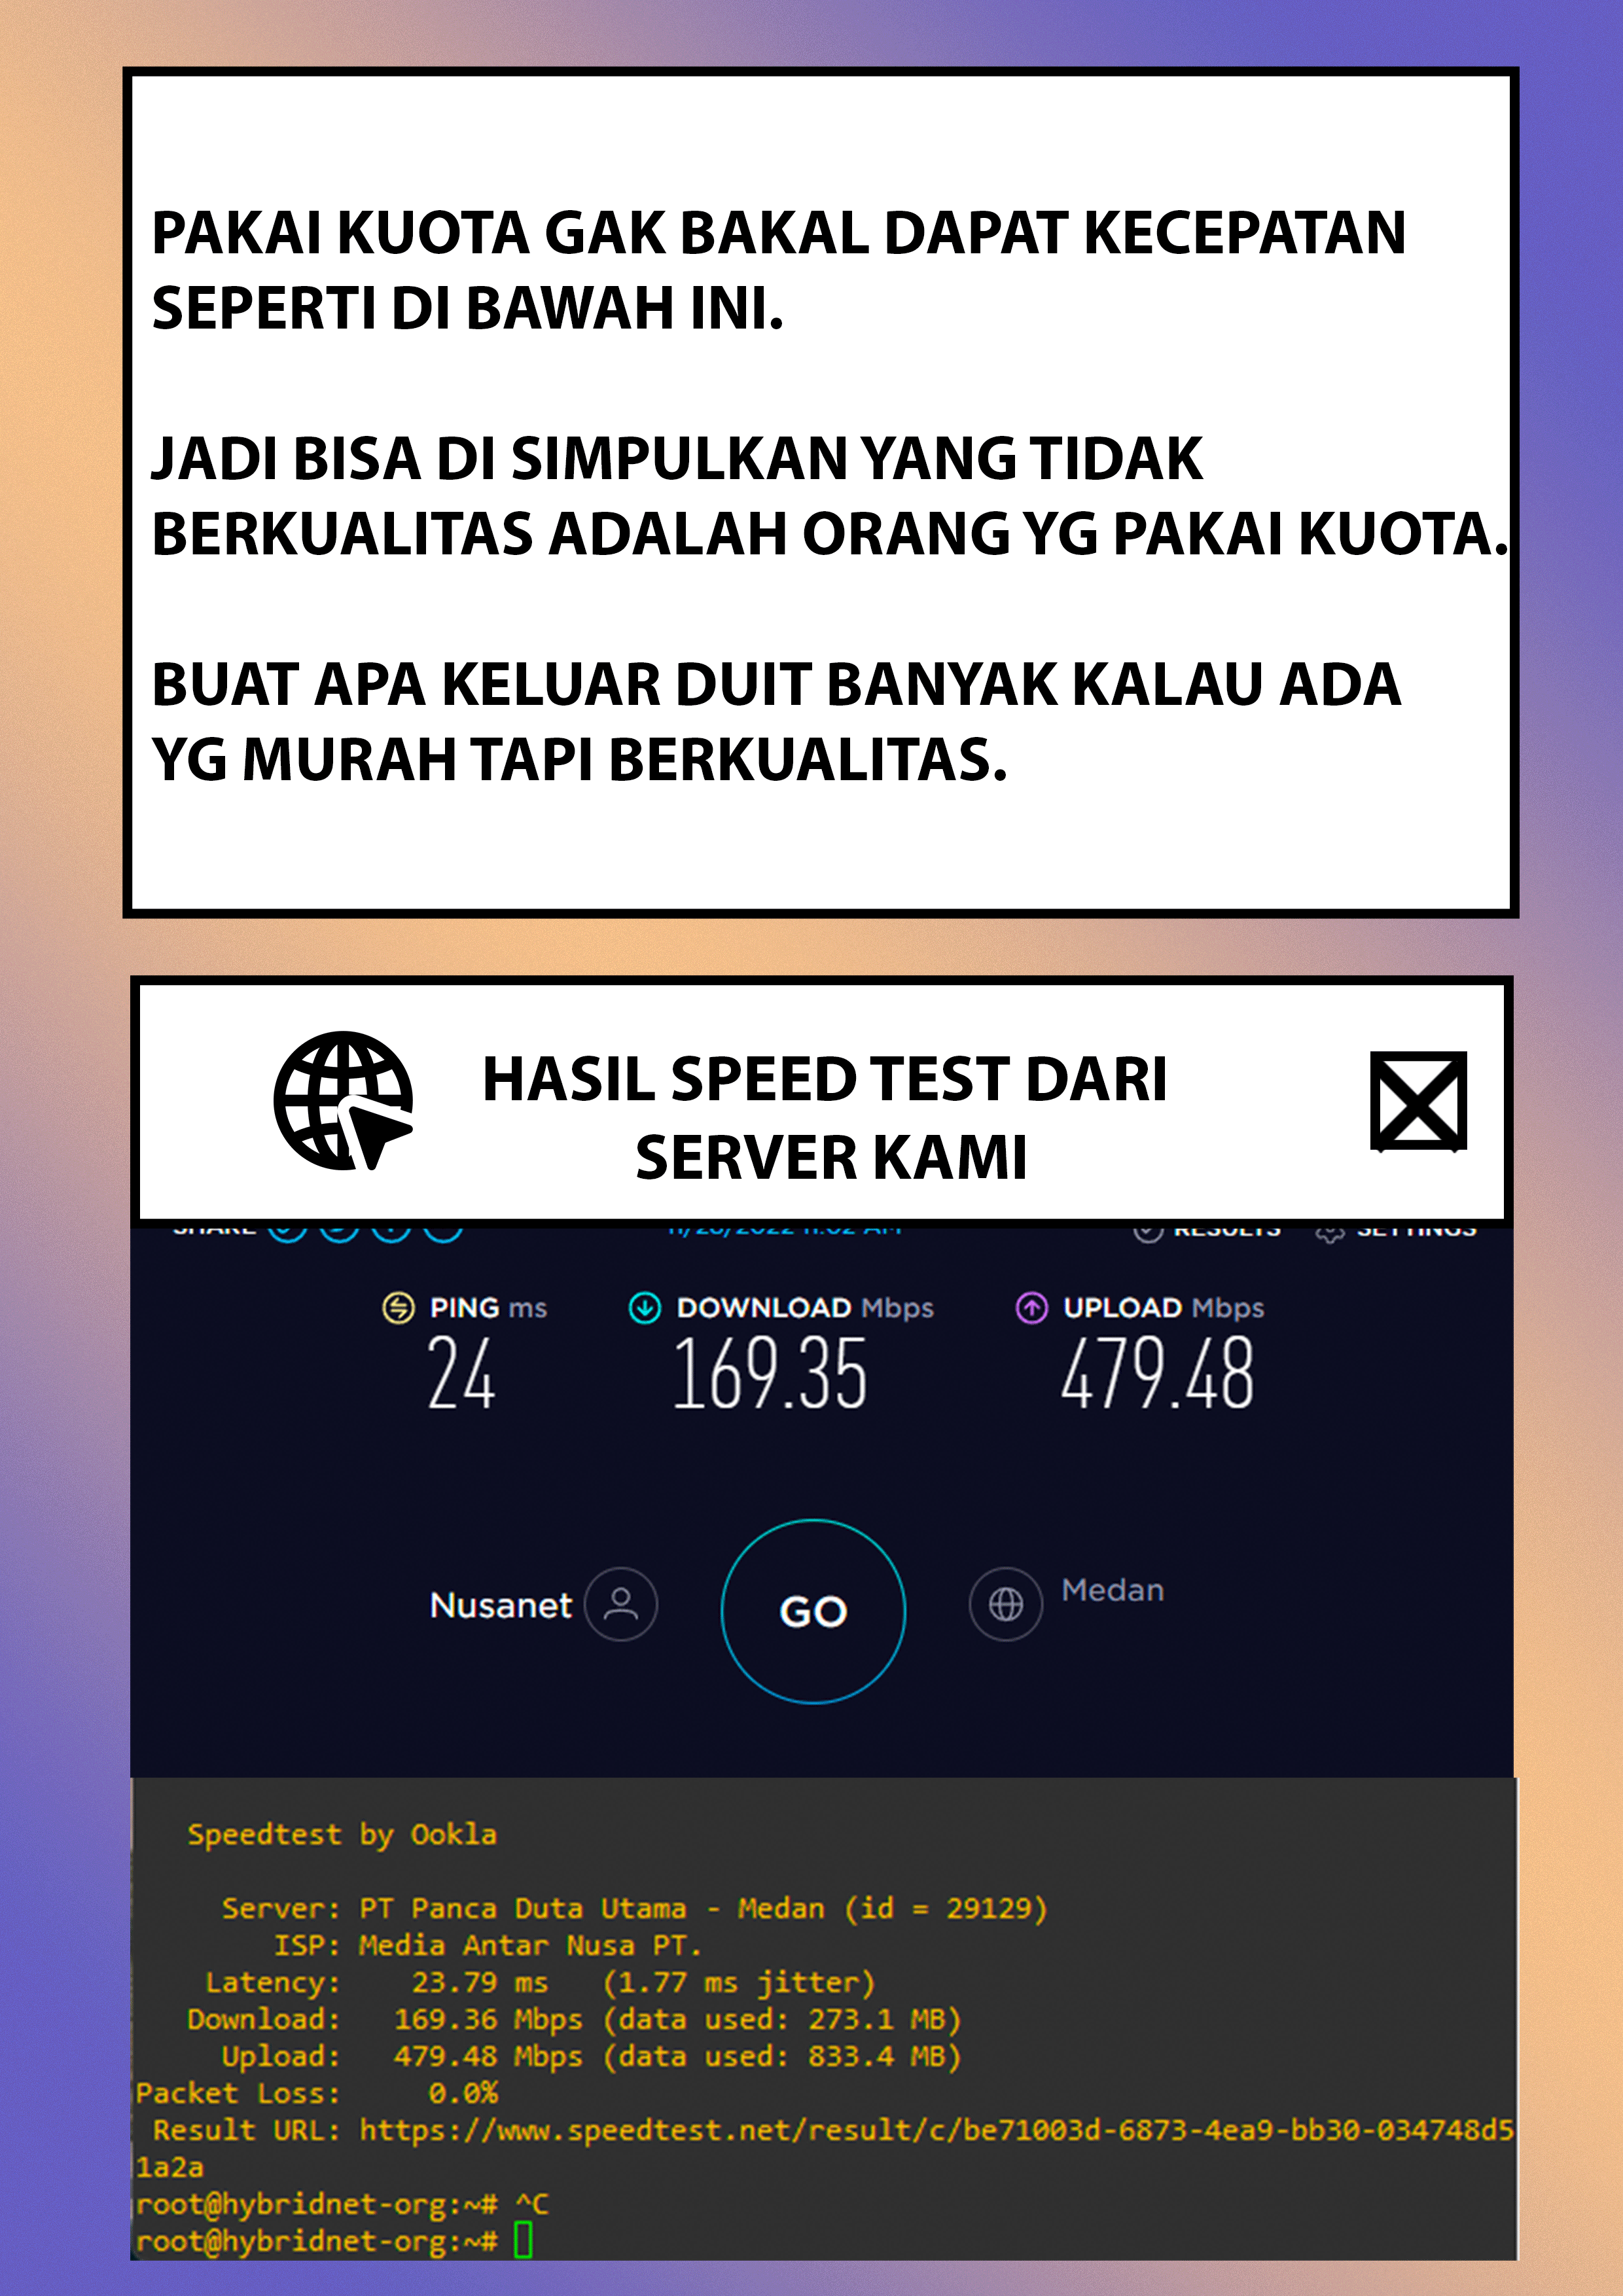 PAKAI KUOTA GAK BAKAL DAPAT KECEPATAN
SEPERTI DI BAWAH INI.
JADI BISA DI SIMPULKAN YANG TIDAK
BERKUALITAS ADALAH ORANG YG PAKAI KUOTA.
BUAT APA KELUAR DUIT BANYAK KALAU ADA
YG MURAH TAPI BERKUALITAS.
HASIL SPEED TEST DARI
SERVER KAMI
SHARE RESULTS SETTINGS
PING ms DOWNLOAD Mbps UPLOAD Mbps
24 169.35 479.48
Nusanet GO Medan
Speedtest by Ookla
Server: PT Panca Duta Utama - Medan (id = 29129)
ISP: Media Antar Nusa PT.
Latency: 23.79 ms (1.77 ms jitter)
Download: 169.36 Mbps (data used: 273.1 MB)
Upload: 479.48 Mbps (data used: 833.4 MB)
Packet Loss: 0.0%
Result URL: https://www.speedtest.net/result/c/be71003d-6873-4ea9-bb30-034748d5
1a2a
root@hybridnet-org:~# ^C
root@hybridnet-org:~#